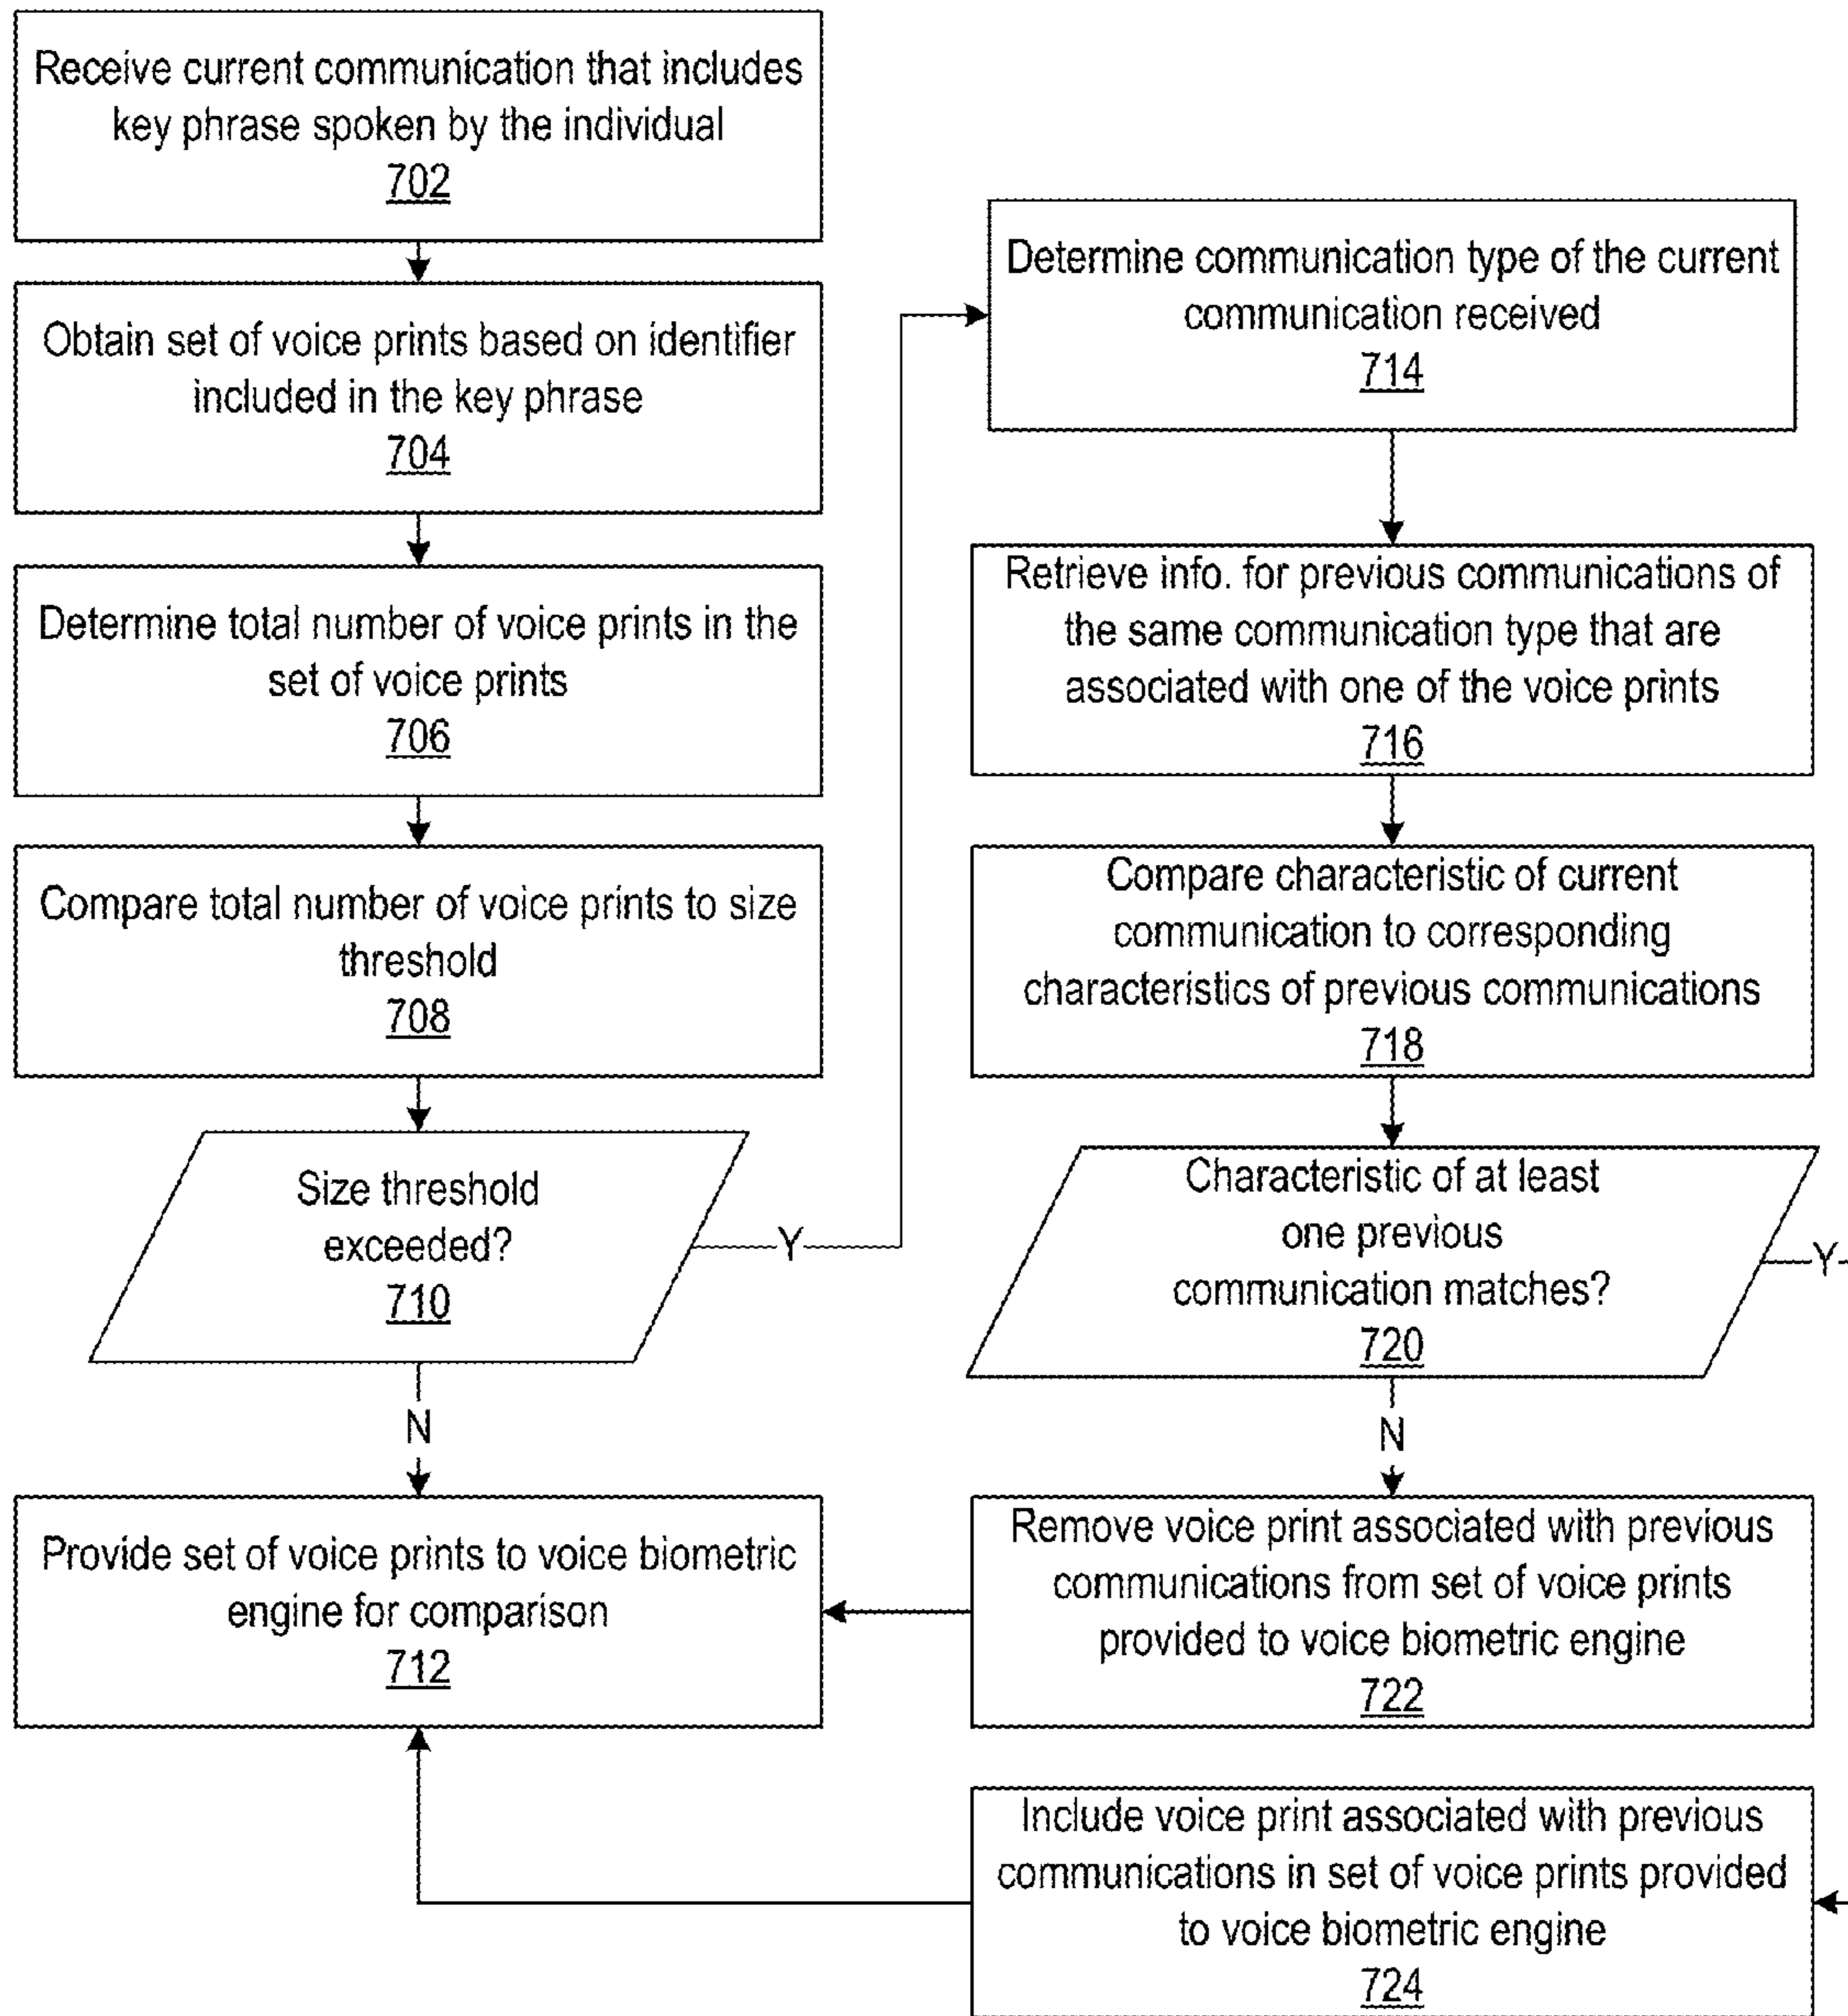 Receive current communication that includes
key phrase spoken by the individual
702
Obtain set of voice prints based on identifier
included in the key phrase
704
Determine total number of voice prints in the
set of voice prints
706
Compare total number of voice prints to size
threshold
708
Size threshold
exceeded?
710
Y
N
Provide set of voice prints to voice biometric
engine for comparison
712
Determine communication type of the current
communication received
714
Retrieve info. for previous communications of
the same communication type that are
associated with one of the voice prints
716
Compare characteristic of current
communication to corresponding
characteristics of previous communications
718
Characteristic of at least
one previous
communication matches?
720
Y
N
Remove voice print associated with previous
communications from set of voice prints
provided to voice biometric engine
722
Include voice print associated with previous
communications in set of voice prints provided
to voice biometric engine
724